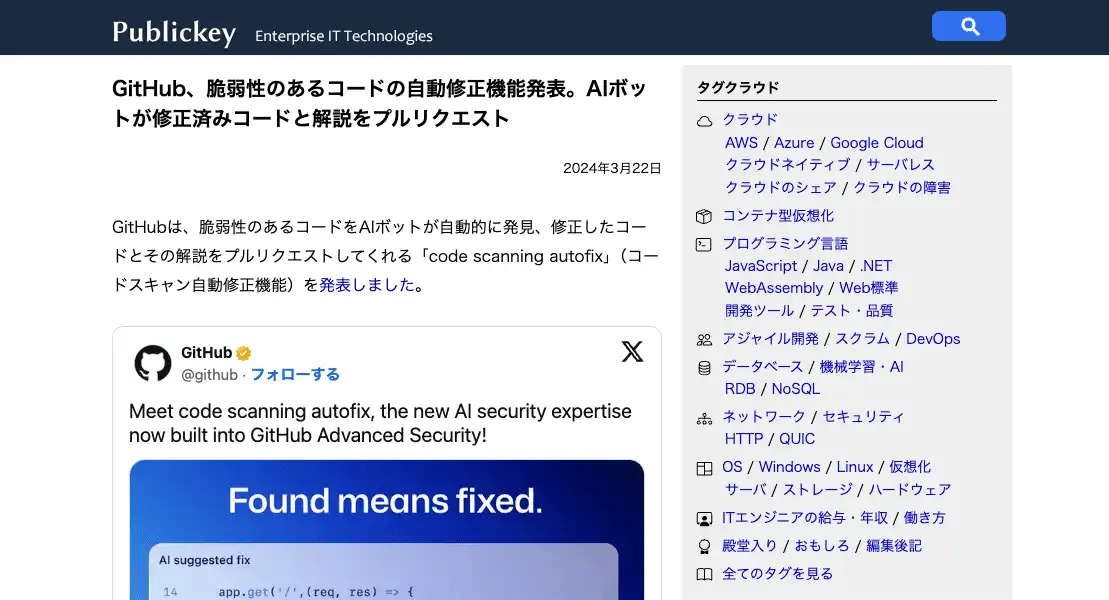 Publickey Enterprise IT Technologies
GitHub、脆弱性のあるコードの自動修正機能発表。AIボッ
トが修正済みコードと解説をプルリクエスト
2024年3月22日
GitHubは、脆弱性のあるコードをAIボットが自動的に発見、修正したコー
ドとその解説をプルリクエストしてくれる「code scanning autofix」（コー
ドスキャン自動修正機能）を発表しました。
GitHub
@github · フォローする
Meet code scanning autofix, the new AI security expertise
now built into GitHub Advanced Security!
Found means fixed.
AI suggested fix
14 app.get('/',(req, res) => {
タグクラウド
クラウド
AWS / Azure / Google Cloud
クラウドネイティブ / サーバレス
クラウドのシェア / クラウドの障害
コンテナ型仮想化
プログラミング言語
JavaScript / Java / .NET
WebAssembly / Web標準
開発ツール / テスト・品質
アジャイル開発 / スクラム / DevOps
データベース / 機械学習・AI
RDB / NoSQL
ネットワーク / セキュリティ
HTTP / QUIC
OS / Windows / Linux / 仮想化
サーバ / ストレージ / ハードウェア
ITエンジニアの給与・年収 / 働き方
殿堂入り / おもしろ / 編集後記
全てのタグを見る